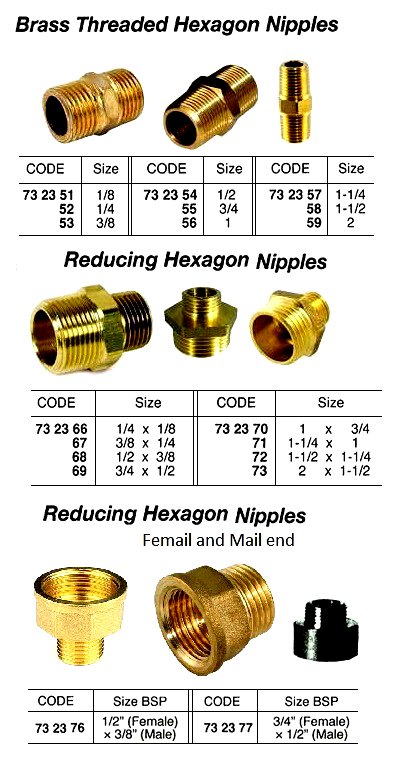 Brass Threaded Hexagon Nipples
CODE Size CODE Size CODE Size
73 23 51 1/8 73 23 54 1/2 73 23 57 1-1/4
52 1/4 55 3/4 58 1-1/2
53 3/8 56 1 59 2
Reducing Hexagon Nipples
CODE Size CODE Size
73 23 66 1/4 x 1/8 73 23 70 1 x 3/4
67 3/8 x 1/4 71 1-1/4 x 1
68 1/2 x 3/8 72 1-1/2 x 1-1/4
69 3/4 x 1/2 73 2 x 1-1/2
Reducing Hexagon Nipples
Femail and Mail end
CODE Size BSP CODE Size BSP
73 23 76 1/2" (Female) 73 23 77 3/4" (Female)
× 3/8" (Male) × 1/2" (Male)